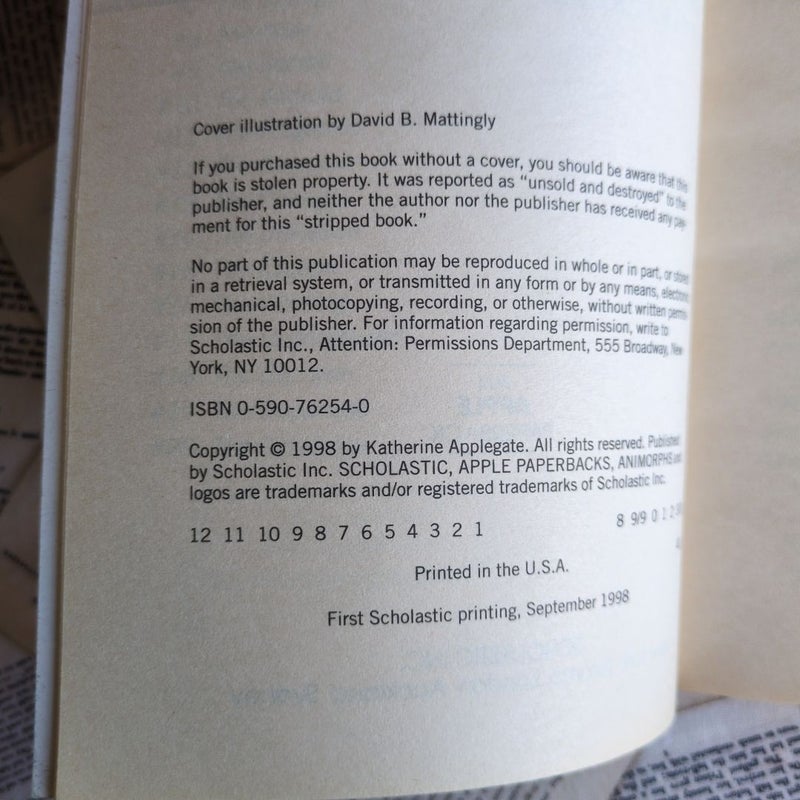 Cover illustration by David B. Mattingly
If you purchased this book without a cover, you should be aware that this
book is stolen property. It was reported as “unsold and destroyed” to the
publisher, and neither the author nor the publisher has received any pay-
ment for this “stripped book.”
No part of this publication may be reproduced in whole or in part, or stored
in a retrieval system, or transmitted in any form or by any means, electronic
mechanical, photocopying, recording, or otherwise, without written permis-
sion of the publisher. For information regarding permission, write to
Scholastic Inc., Attention: Permissions Department, 555 Broadway, New
York, NY 10012.
ISBN 0-590-76254-0
Copyright © 1998 by Katherine Applegate. All rights reserved. Published
by Scholastic Inc. SCHOLASTIC, APPLE PAPERBACKS, ANIMORPHS and
logos are trademarks and/or registered trademarks of Scholastic Inc.
12 11 10 9 8 7 6 5 4 3 2 1 8 9/9 0 1 2
Printed in the U.S.A.
First Scholastic printing, September 1998